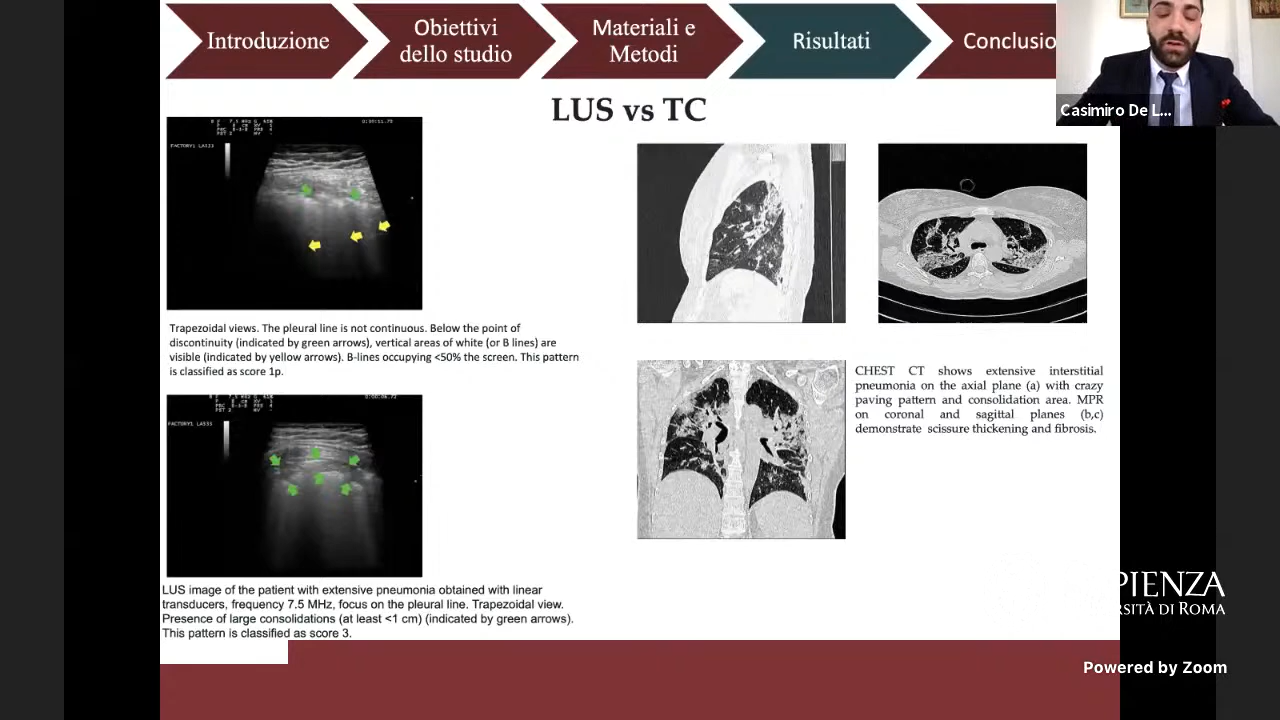 Introduzione
Obiettivi
dello studio
Materiali e
Metodi
Risultati
Conclusio
Casimiro De L...
LUS vs TC
FACTORY1 LA533
Trapezoidal views. The pleural line is not continuous. Below the point of
discontinuity (indicated by green arrows), vertical areas of white (or B lines) are
visible (indicated by yellow arrows). B-lines occupying <50% the screen. This pattern
is classified as score 1p.
CHEST CT shows extensive interstitial
pneumonia on the axial plane (a) with crazy
paving pattern and consolidation area. MPR
on coronal and sagittal planes (b,c)
demonstrate scissure thickening and fibrosis.
LUS image of the patient with extensive pneumonia obtained with linear
transducers, frequency 7.5 MHz, focus on the pleural line. Trapezoidal view.
Presence of large consolidations (at least <1 cm) (indicated by green arrows).
This pattern is classified as score 3.
PIENZA
RSITÀ DI ROMA
Powered by Zoom